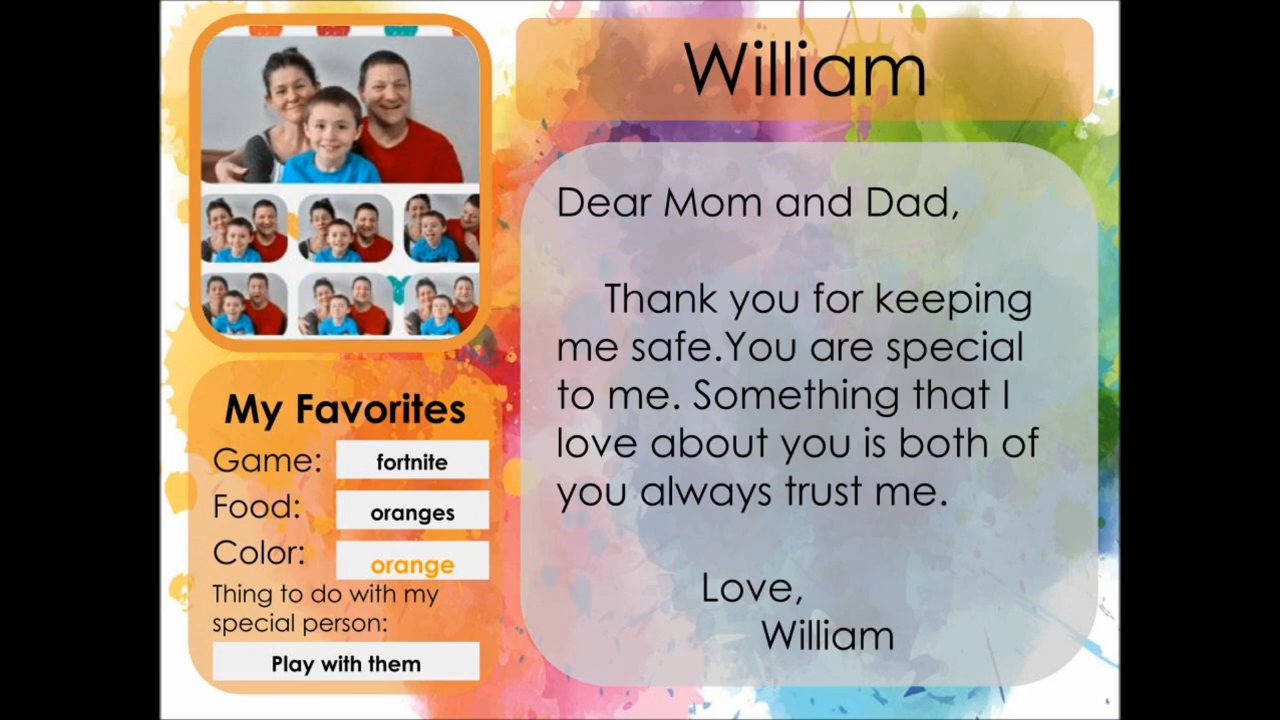 William
Dear Mom and Dad,
Thank you for keeping
me safe.You are special
to me. Something that I
love about you is both of
you always trust me.
Love,
William
My Favorites
Game: fortnite
Food: oranges
Color: orange
Thing to do with my
special person:
Play with them